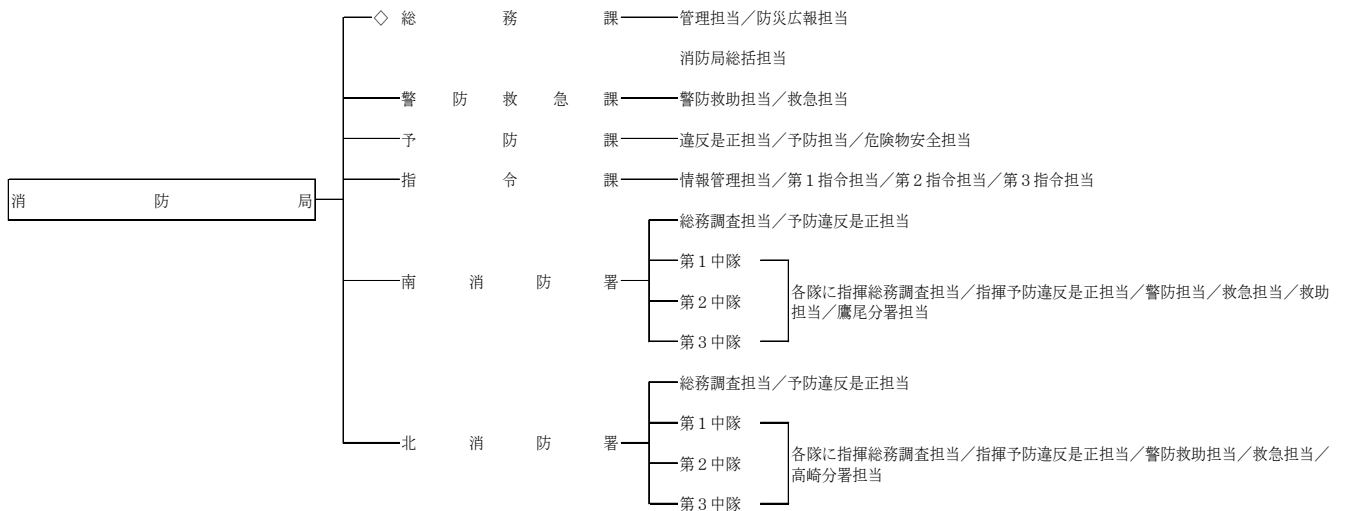 ◇ 総務課 管理担当／防災広報担当
消防局総括担当
警防救急課 警防救助担当／救急担当
予防課 違反是正担当／予防担当／危険物安全担当
指令課 情報管理担当／第１指令担当／第２指令担当／第３指令担当
消防局
総務調査担当／予防違反是正担当
第１中隊
南消防署
第２中隊
各隊に指揮総務調査担当／指揮予防違反是正担当／警防担当／救急担当／救助
担当／鷹尾分署担当
第３中隊
総務調査担当／予防違反是正担当
第１中隊
北消防署
第２中隊
各隊に指揮総務調査担当／指揮予防違反是正担当／警防救助担当／救急担当／
高崎分署担当
第３中隊